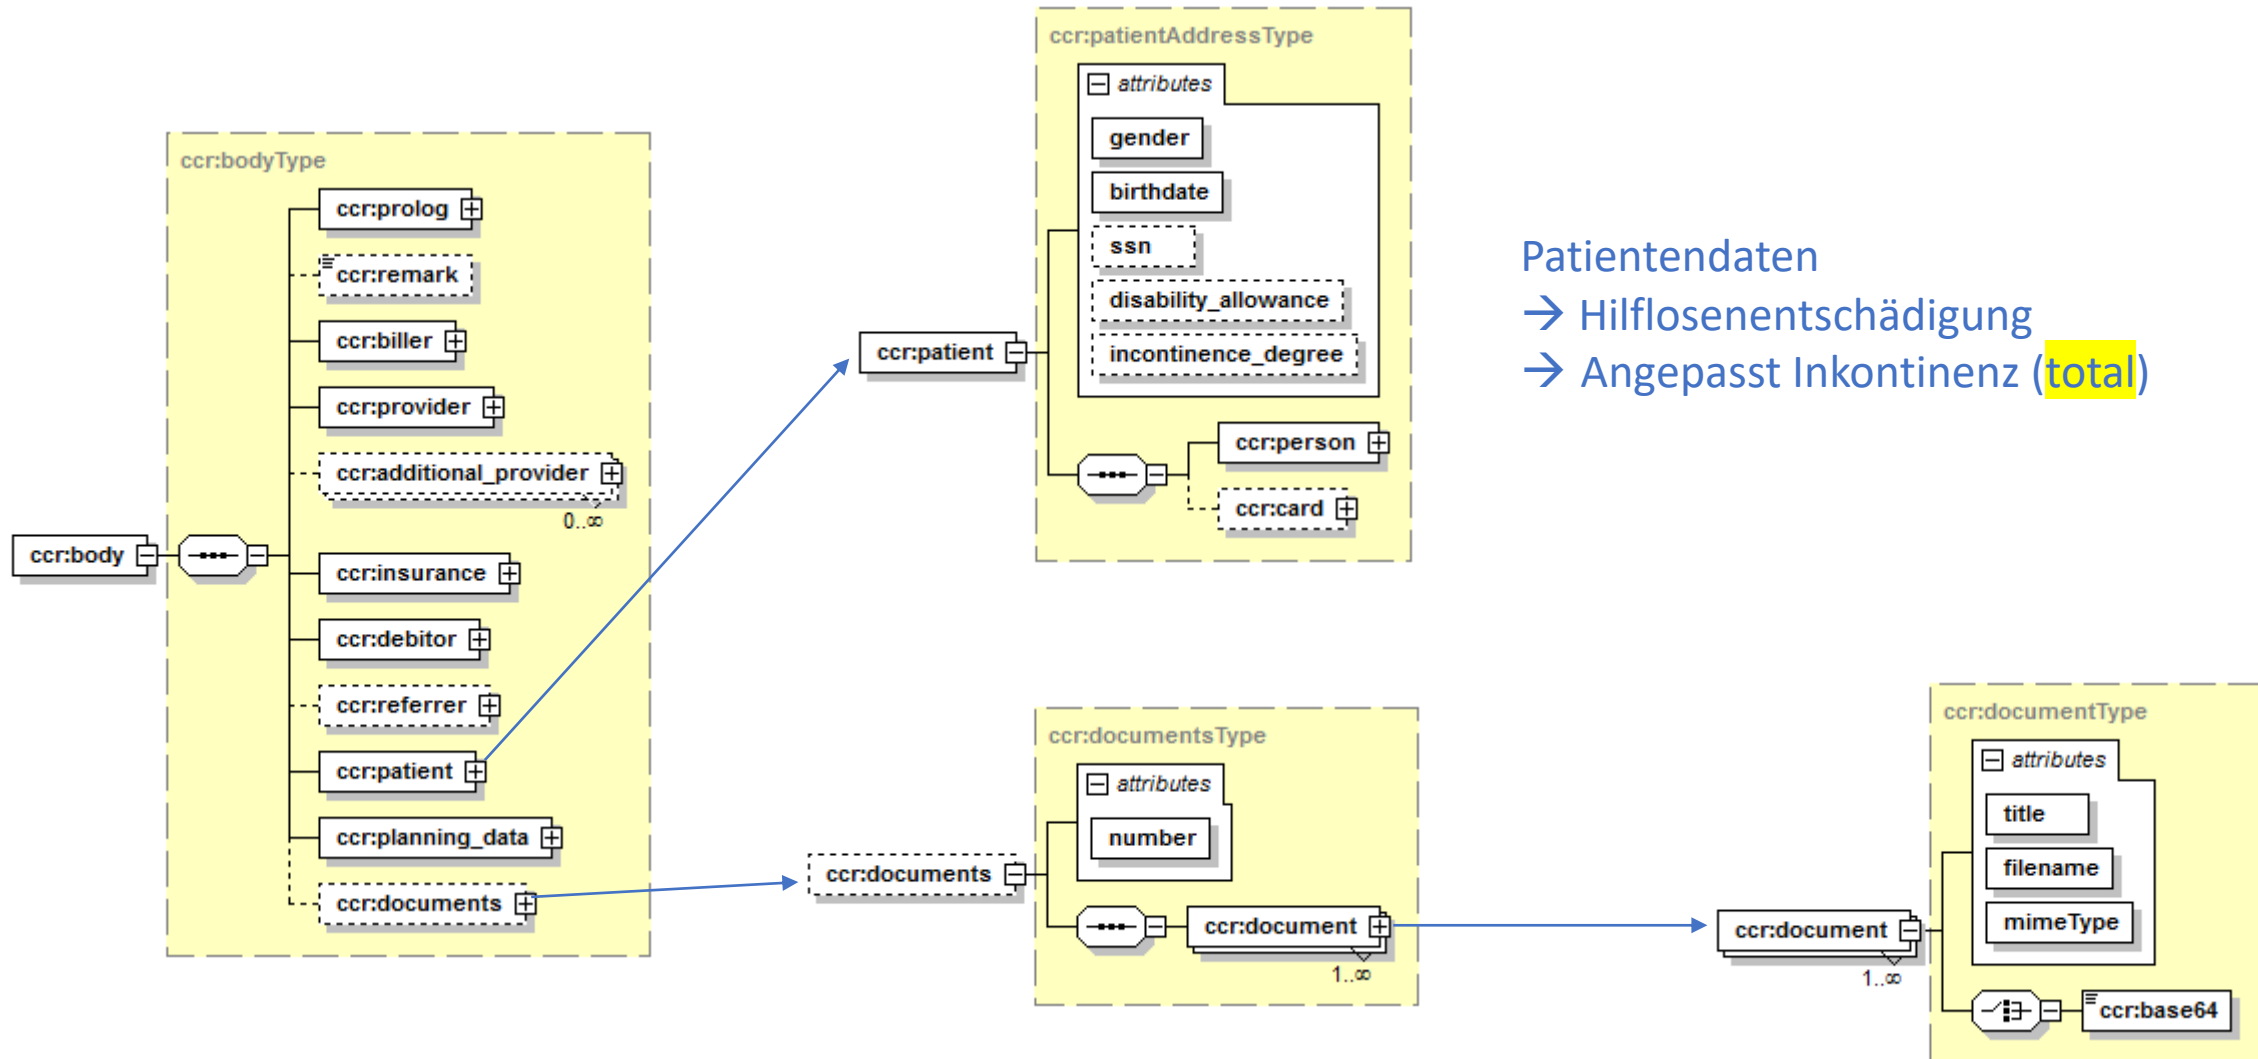 ccr:body
ccr:bodyType
ccr:prolog
ccr:remark
ccr:biller
ccr:provider
ccr:additional_provider
0..∞
ccr:insurance
ccr:debitor
ccr:referrer
ccr:patient
ccr:planning_data
ccr:documents
ccr:patient
ccr:patientAddressType
attributes
gender
birthdate
ssn
disability_allowance
incontinence_degree
ccr:person
ccr:card
Patientendaten
→ Hilflosenentschädigung
→ Angepasst Inkontinenz (total)
ccr:documents
ccr:documentsType
attributes
number
ccr:document
1..∞
ccr:document
1..∞
ccr:documentType
attributes
title
filename
mimeType
ccr:base64